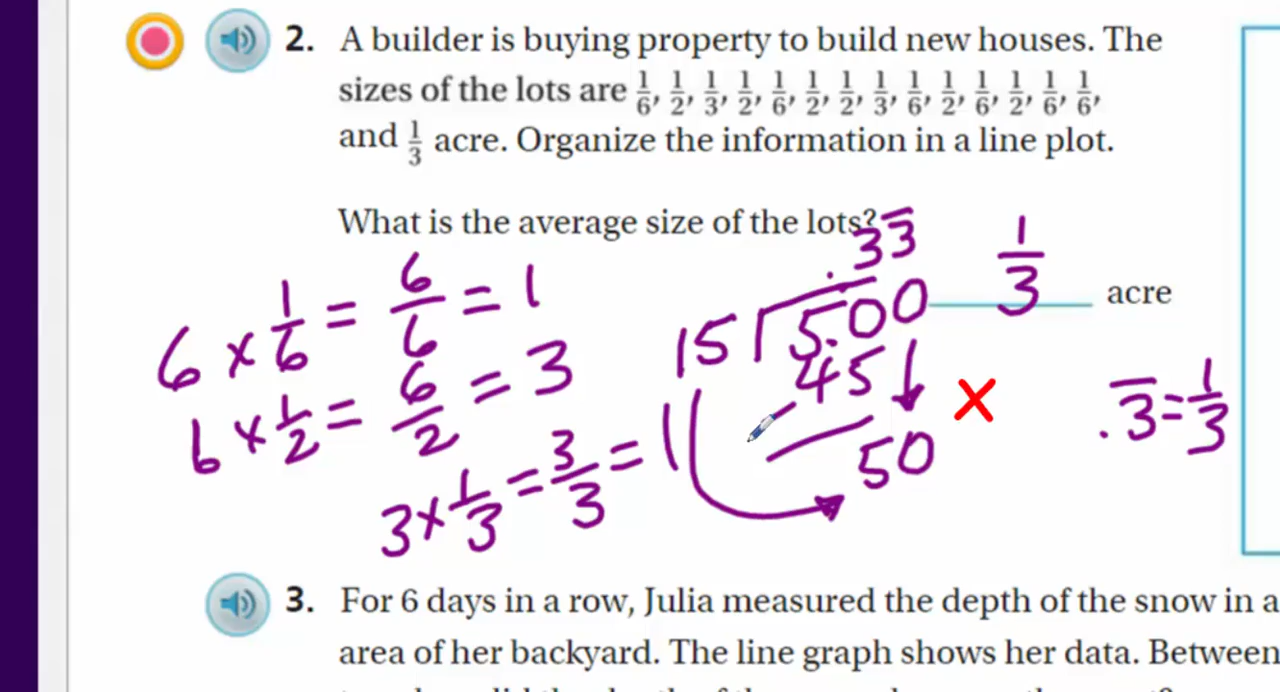 2. A builder is buying property to build new houses. The
sizes of the lots are 1/6, 1/2, 1/3, 1/2, 1/6, 1/2, 1/2, 1/3, 1/6, 1/2, 1/6, 1/2, 1/6, 1/6,
and 1/3 acre. Organize the information in a line plot.
What is the average size of the lots?
1/3 acre
6 × 1/6 = 6/6 = 1
6 × 1/2 = 6/2 = 3
3 × 1/3 = 3/3 = 1
.33̅
15 5.00
45
50
.3̅ = 1/3
3. For 6 days in a row, Julia measured the depth of the snow in a
area of her backyard. The line graph shows her data. Between